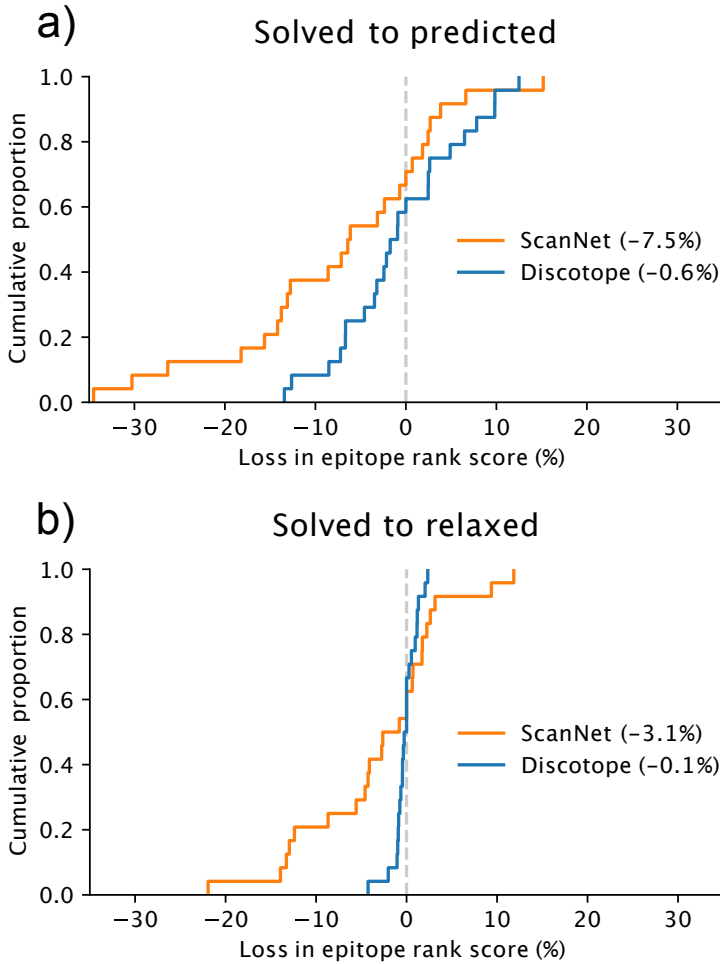 a)
Solved to predicted
1.0
0.8
0.6
0.4
0.2
0.0
Cumulative proportion
ScanNet (−7.5%)
Discotope (−0.6%)
−30 −20 −10 0 10 20 30
Loss in epitope rank score (%)
b)
Solved to relaxed
1.0
0.8
0.6
0.4
0.2
0.0
Cumulative proportion
ScanNet (−3.1%)
Discotope (−0.1%)
−30 −20 −10 0 10 20 30
Loss in epitope rank score (%)